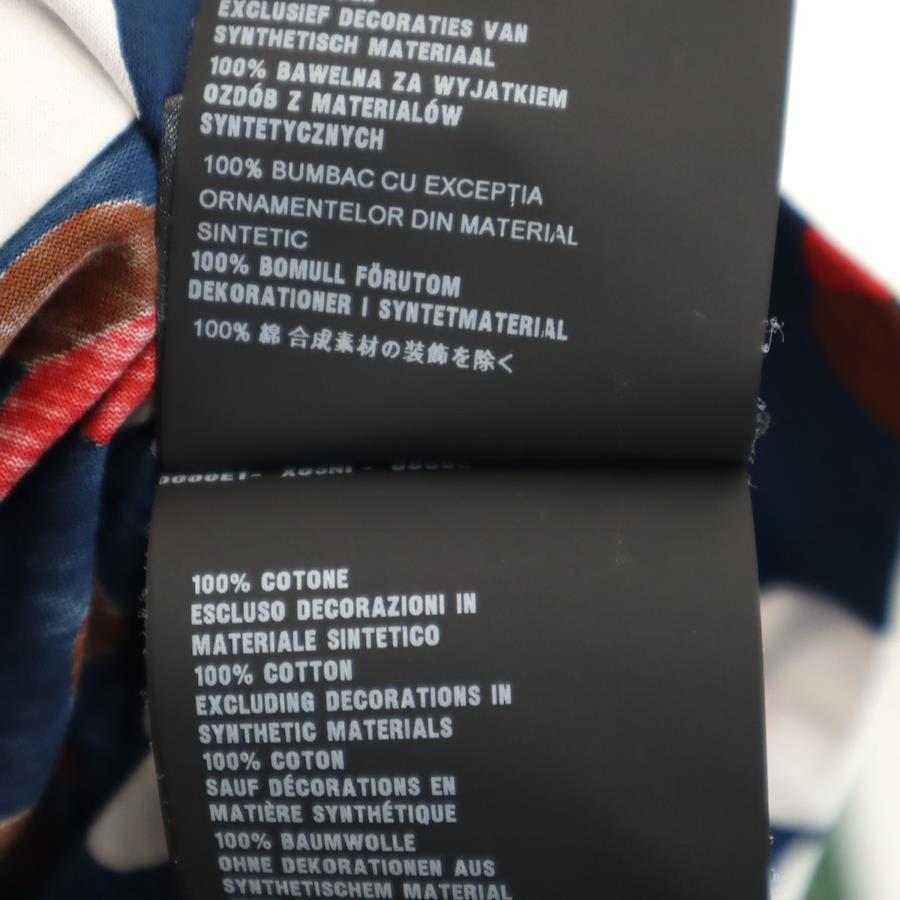 EXCLUSIEF DECORATIES VAN
SYNTHETISCH MATERIAAL
100% BAWELNA ZA WYJATKIEM
OZDÓB Z MATERIALÓW
SYNTETYCZNYCH
100% BUMBAC CU EXCEPȚIA
ORNAMENTELOR DIN MATERIAL
SINTETIC
100% BOMULL FÖRUTOM
DEKORATIONER I SYNTETMATERIAL
100% 綿 合成素材の装飾を除く
100% COTONE
ESCLUSO DECORAZIONI IN
MATERIALE SINTETICO
100% COTTON
EXCLUDING DECORATIONS IN
SYNTHETIC MATERIALS
100% COTON
SAUF DÉCORATIONS EN
MATIÈRE SYNTHÉTIQUE
100% BAUMWOLLE
OHNE DEKORATIONEN AUS
SYNTHETISCHEM MATERIAL